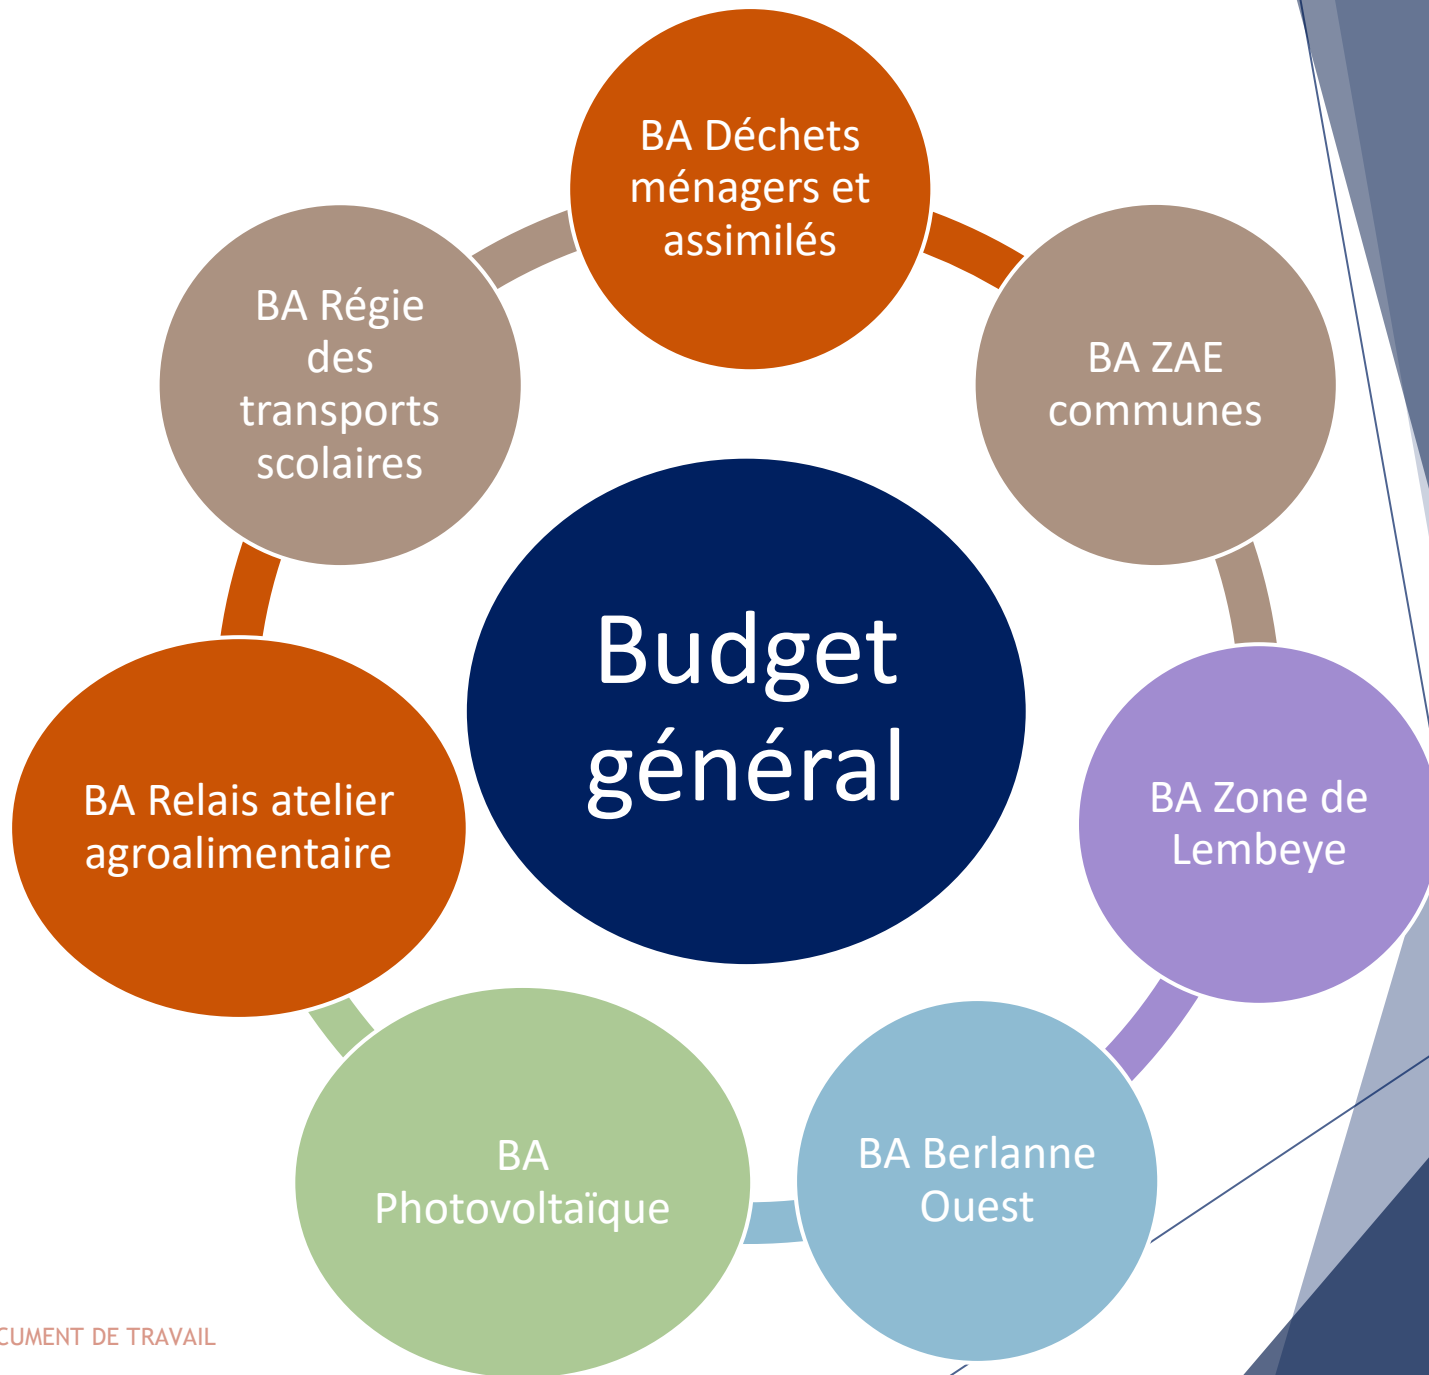 BA Déchets
ménagers et
assimilés
BA Régie
des
transports
scolaires
BA ZAE
communes
Budget
général
BA Relais atelier
agroalimentaire
BA Zone de
Lembeye
BA
Photovoltaïque
BA Berlanne
Ouest
CUMENT DE TRAVAIL